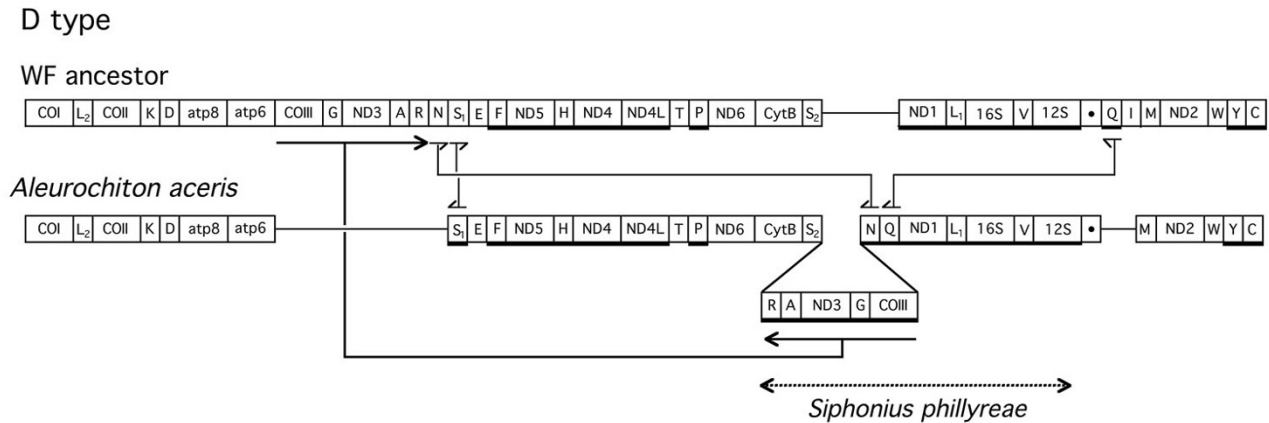 D type
WF ancestor
COI L2 COII K D atp8 atp6 COIII G ND3 A R N S1 E F ND5 H ND4 ND4L T P ND6 CytB S2 ND1 L1 16S V 12S • Q I M ND2 W Y C
Aleurochiton aceris
COI L2 COII K D atp8 atp6 S1 E F ND5 H ND4 ND4L T P ND6 CytB S2 N Q ND1 L1 16S V 12S • M ND2 W Y C
R A ND3 G COIII
Siphonius phillyreae